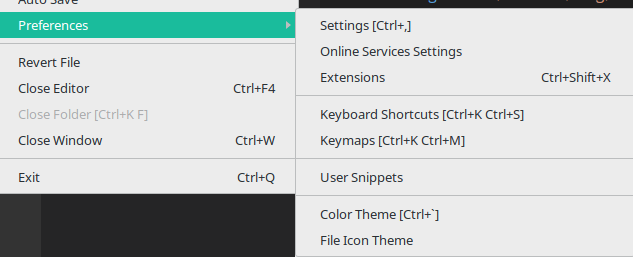 Auto Save
Preferences
Revert File
Close Editor Ctrl+F4
Close Folder [Ctrl+K F]
Close Window Ctrl+W
Exit Ctrl+Q
Settings [Ctrl+,]
Online Services Settings
Extensions Ctrl+Shift+X
Keyboard Shortcuts [Ctrl+K Ctrl+S]
Keymaps [Ctrl+K Ctrl+M]
User Snippets
Color Theme [Ctrl+`]
File Icon Theme